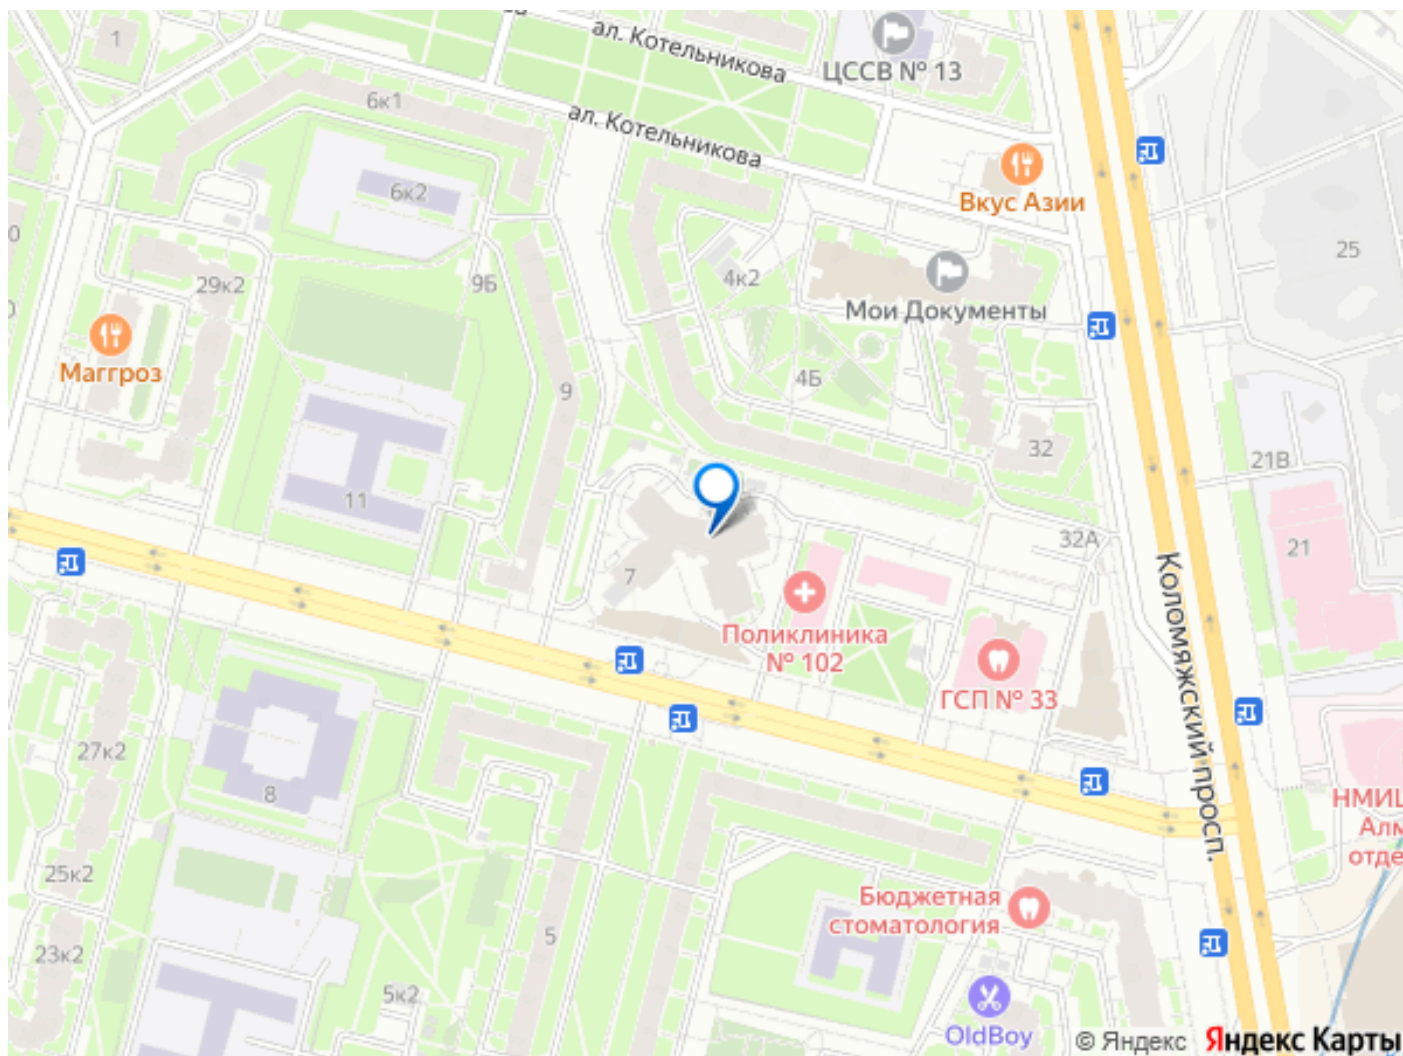 1
ал. Котельникова
ЦССВ № 13
6к1
ал. Котельникова
Вкус Азии
6к2
25
29к2
9Б
4к2
Мои Документы
Маггроз
9
4Б
32
21В
11
32А
21
7
Поликлиника
№ 102
ГСП № 33
Коломяжский просп.
27к2
8
НМИЦ
Алм
отде
25к2
Бюджетная
стоматология
5
23к2
5к2
OldBoy
© Яндекс Яндекс Карты